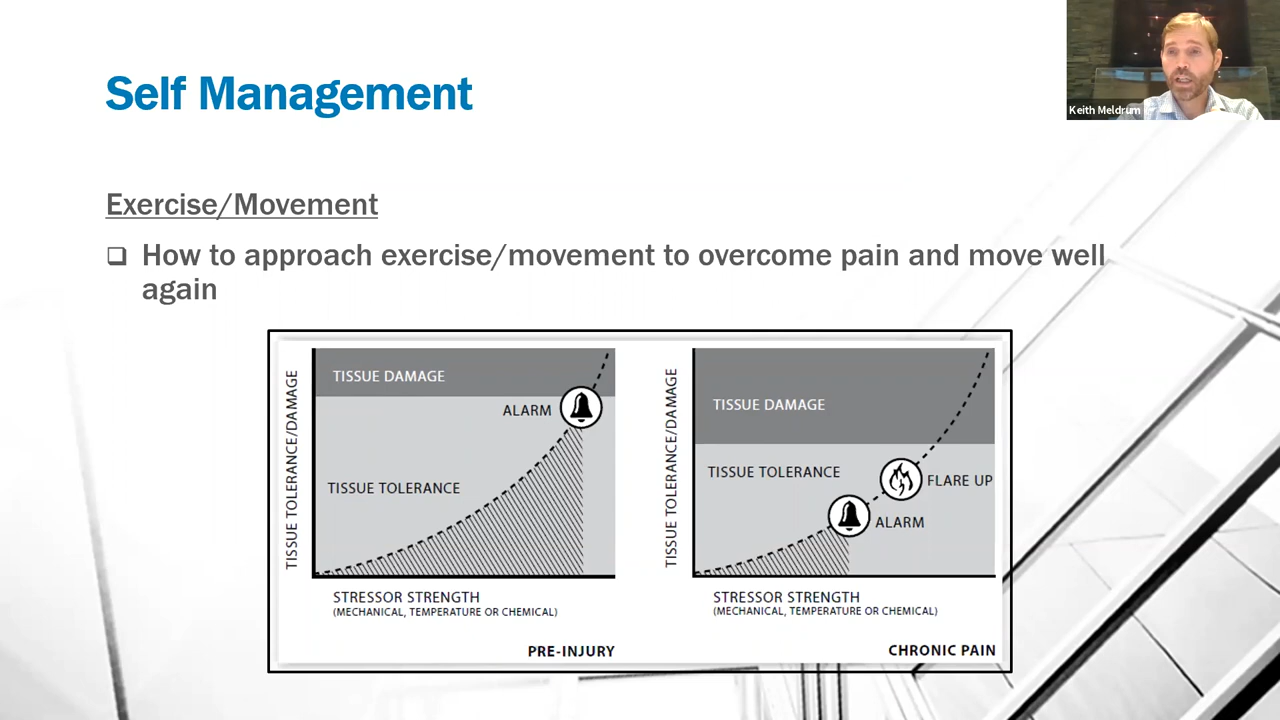 Self Management
Keith Meldrum
Exercise/Movement
How to approach exercise/movement to overcome pain and move well
again
TISSUE TOLERANCE/DAMAGE
TISSUE DAMAGE
ALARM
TISSUE TOLERANCE
STRESSOR STRENGTH
(MECHANICAL, TEMPERATURE OR CHEMICAL)
PRE-INJURY
TISSUE TOLERANCE/DAMAGE
TISSUE DAMAGE
TISSUE TOLERANCE
FLARE UP
ALARM
STRESSOR STRENGTH
(MECHANICAL, TEMPERATURE OR CHEMICAL)
CHRONIC PAIN